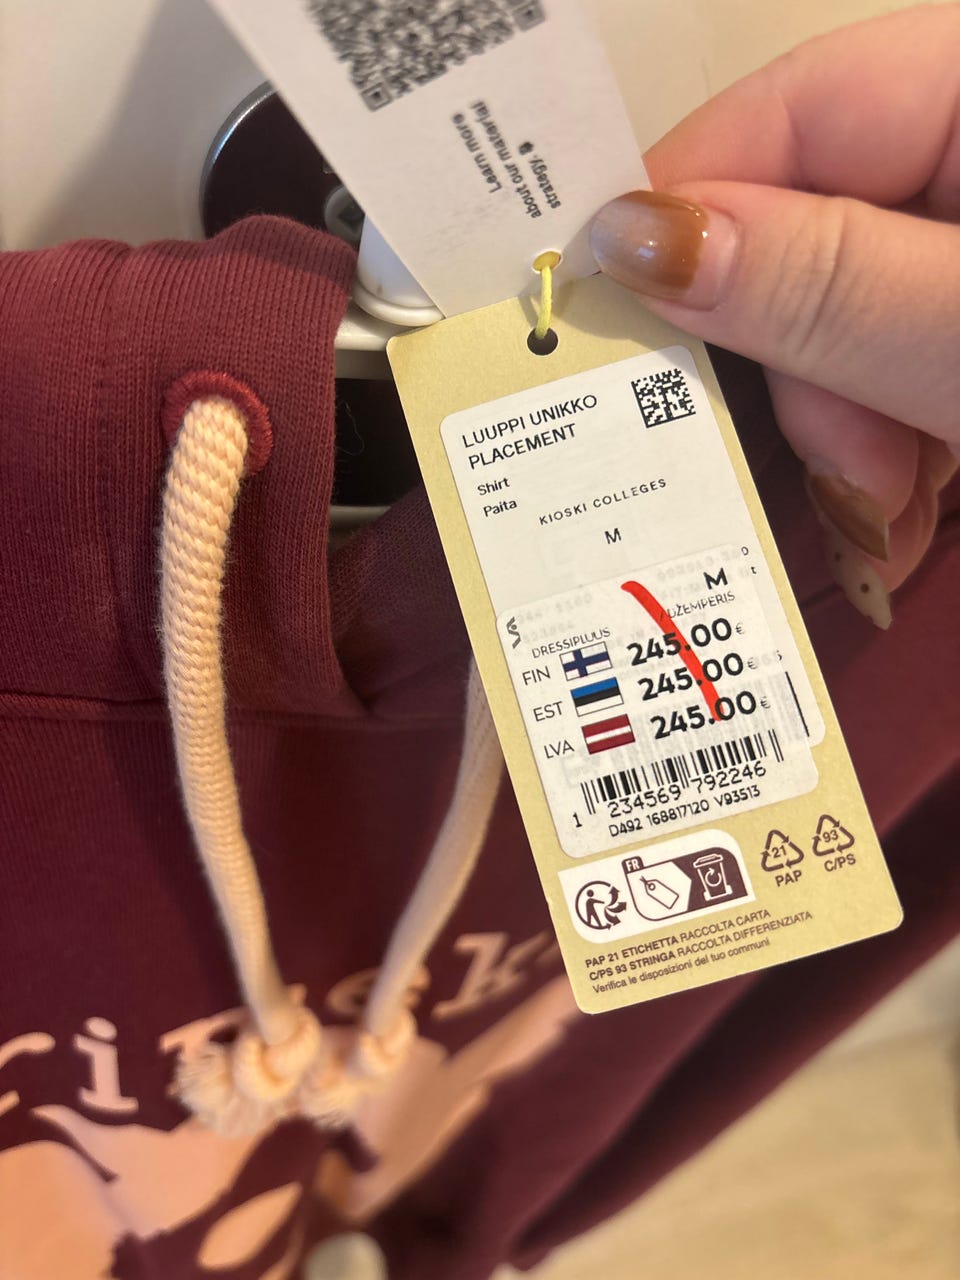 Learn more
about our material
strategy.
LUUPPI UNIKKO
PLACEMENT
Shirt
Paita
KIOSKI COLLEGES
M
M
DRESSIPLUUS / DŽEMPERIS
FIN 245.00€
EST 245.00€
LVA 245.00€
1 234569 792246
D492 168817120 V93513
FR
21
PAP
93
C/PS
PAP 21 ETICHETTA RACCOLTA CARTA
C/PS 93 STRINGA RACCOLTA DIFFERENZIATA
Verifica le disposizioni del tuo communi